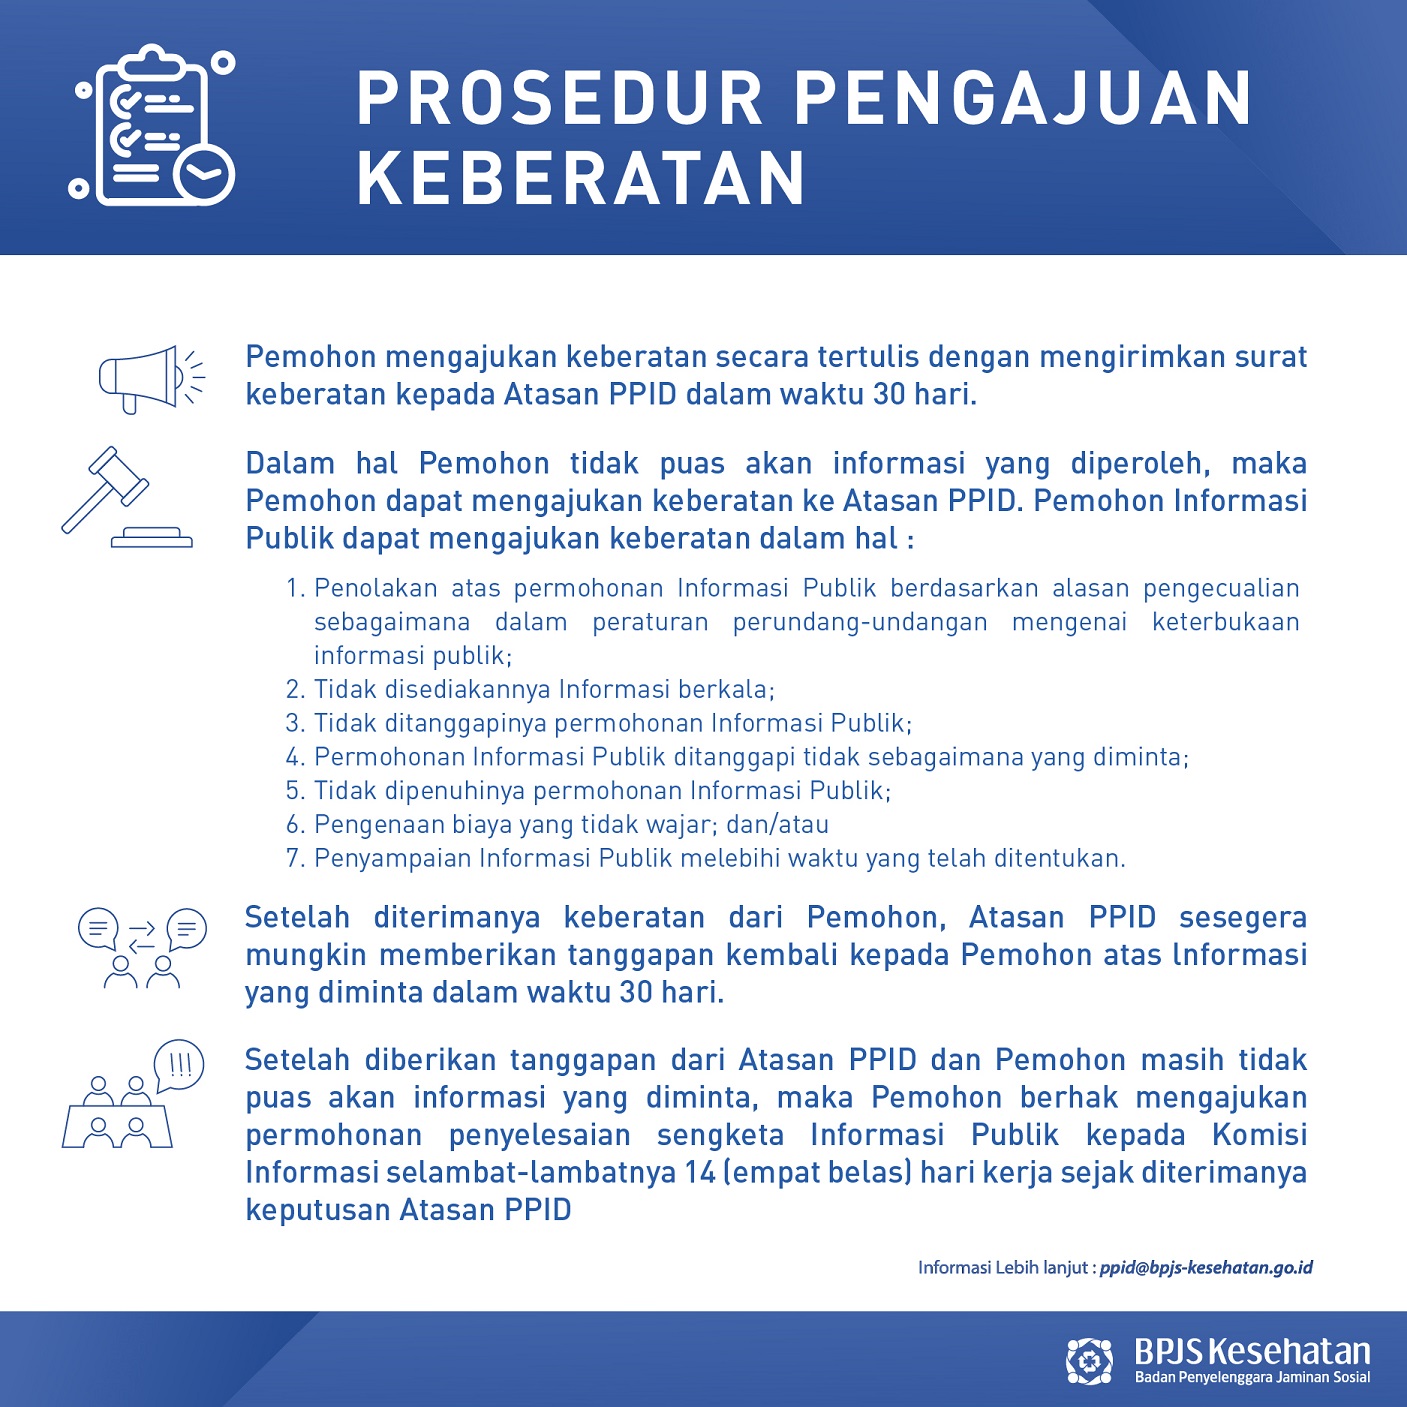 PROSEDUR PENGAJUAN
KEBERATAN
Pemohon mengajukan keberatan secara tertulis dengan mengirimkan surat
keberatan kepada Atasan PPID dalam waktu 30 hari.
Dalam hal Pemohon tidak puas akan informasi yang diperoleh, maka
Pemohon dapat mengajukan keberatan ke Atasan PPID. Pemohon Informasi
Publik dapat mengajukan keberatan dalam hal :
1. Penolakan atas permohonan Informasi Publik berdasarkan alasan pengecualian
sebagaimana dalam peraturan perundang-undangan mengenai keterbukaan
informasi publik;
2. Tidak disediakannya Informasi berkala;
3. Tidak ditanggapinya permohonan Informasi Publik;
4. Permohonan Informasi Publik ditanggapi tidak sebagaimana yang diminta;
5. Tidak dipenuhinya permohonan Informasi Publik;
6. Pengenaan biaya yang tidak wajar; dan/atau
7. Penyampaian Informasi Publik melebihi waktu yang telah ditentukan.
Setelah diterimanya keberatan dari Pemohon, Atasan PPID sesegera
mungkin memberikan tanggapan kembali kepada Pemohon atas Informasi
yang diminta dalam waktu 30 hari.
!!!
Setelah diberikan tanggapan dari Atasan PPID dan Pemohon masih tidak
puas akan informasi yang diminta, maka Pemohon berhak mengajukan
permohonan penyelesaian sengketa Informasi Publik kepada Komisi
Informasi selambat-lambatnya 14 (empat belas) hari kerja sejak diterimanya
keputusan Atasan PPID
Informasi Lebih lanjut : ppid@bpjs-kesehatan.go.id
BPJS Kesehatan
Badan Penyelenggara Jaminan Sosial